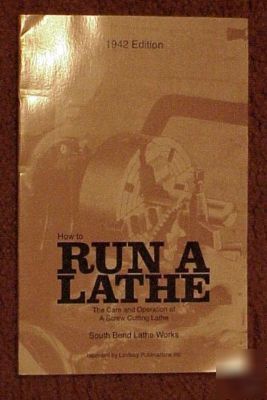 1942 Edition
How to
RUN A
LATHE
The Care and Operation of
A Screw Cutting Lathe
South Bend Lathe Works
reprinted by Lindsay Publications Inc